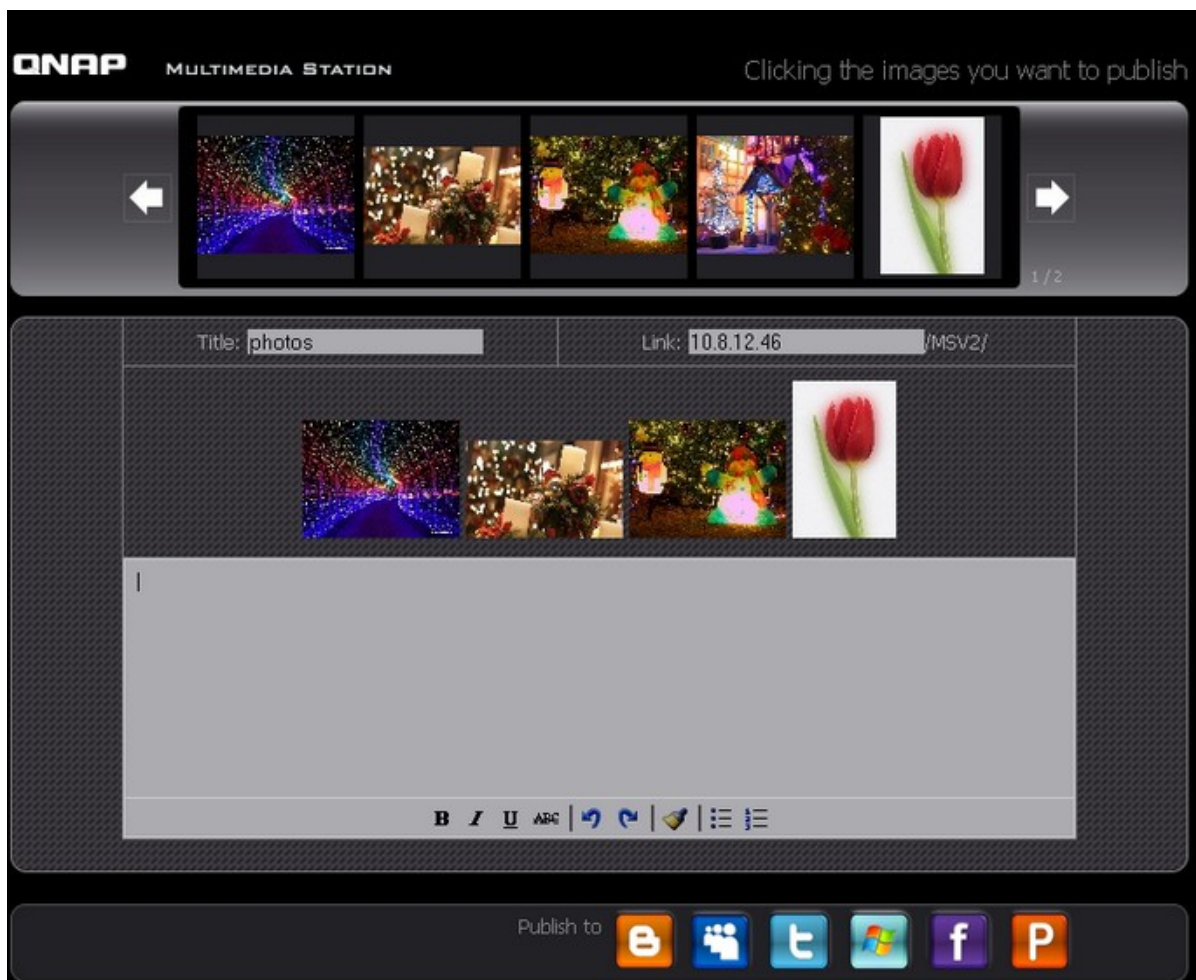 QNAP MULTIMEDIA STATION Clicking the images you want to publish
1 / 2
Title: photos Link: 10.8.12.46 /MSV2/
B I U ABC
Publish to